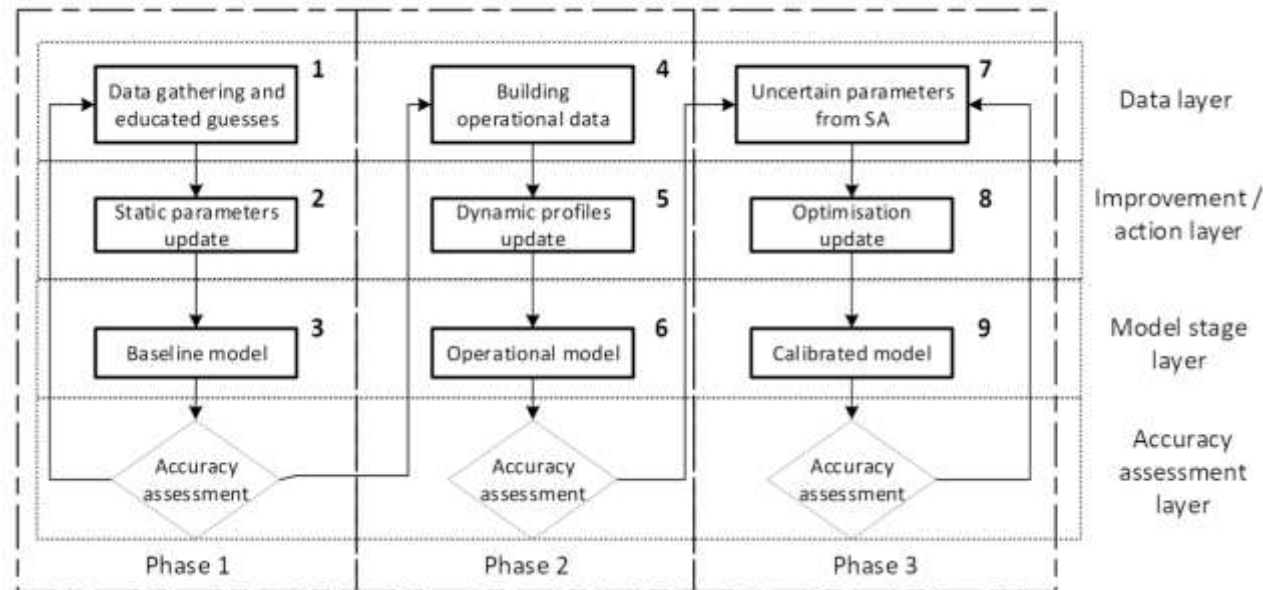 1
Data gathering and
educated guesses
4
Building
operational data
7
Uncertain parameters
from SA
Data layer
2
Static parameters
update
5
Dynamic profiles
update
8
Optimisation
update
Improvement /
action layer
3
Baseline model
6
Operational model
9
Calibrated model
Model stage
layer
Accuracy
assessment
Accuracy
assessment
Accuracy
assessment
Accuracy
assessment
layer
Phase 1
Phase 2
Phase 3